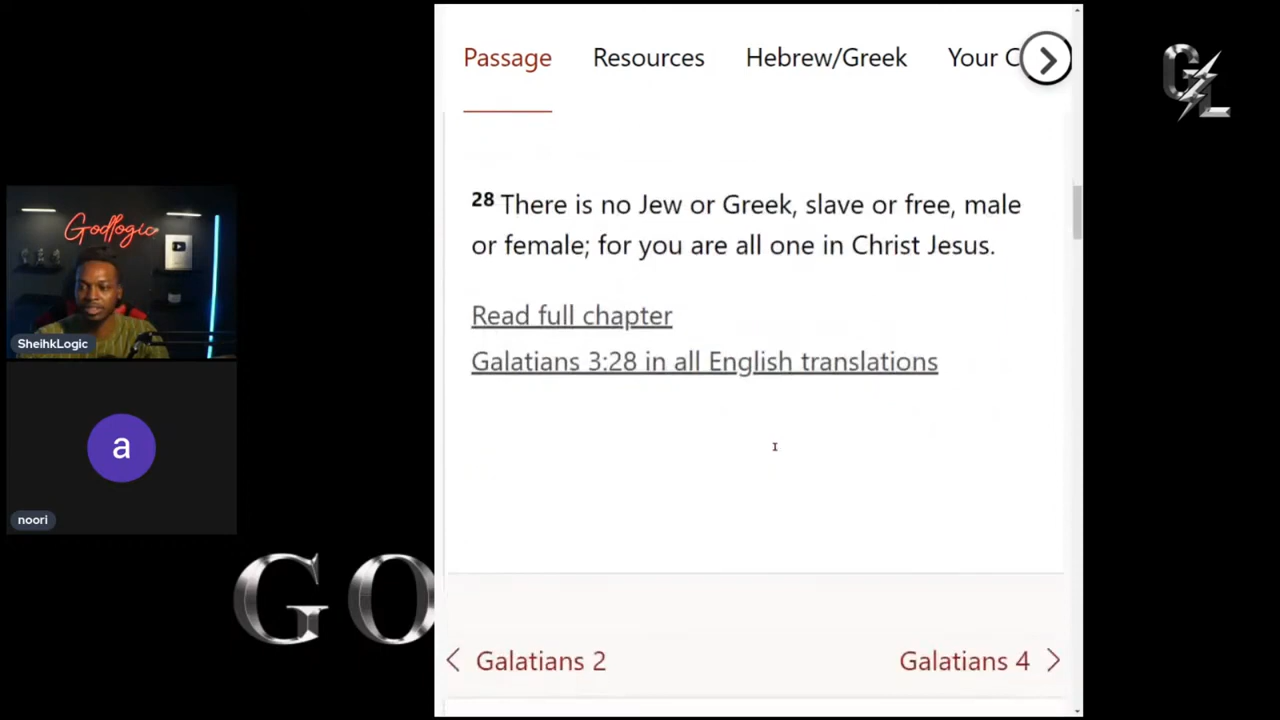 Passage Resources Hebrew/Greek Your C
GL
28 There is no Jew or Greek, slave or free, male
or female; for you are all one in Christ Jesus.
Read full chapter
Galatians 3:28 in all English translations
Galatians 2 Galatians 4
Godlogic
SheihkLogic
a
noori
GO